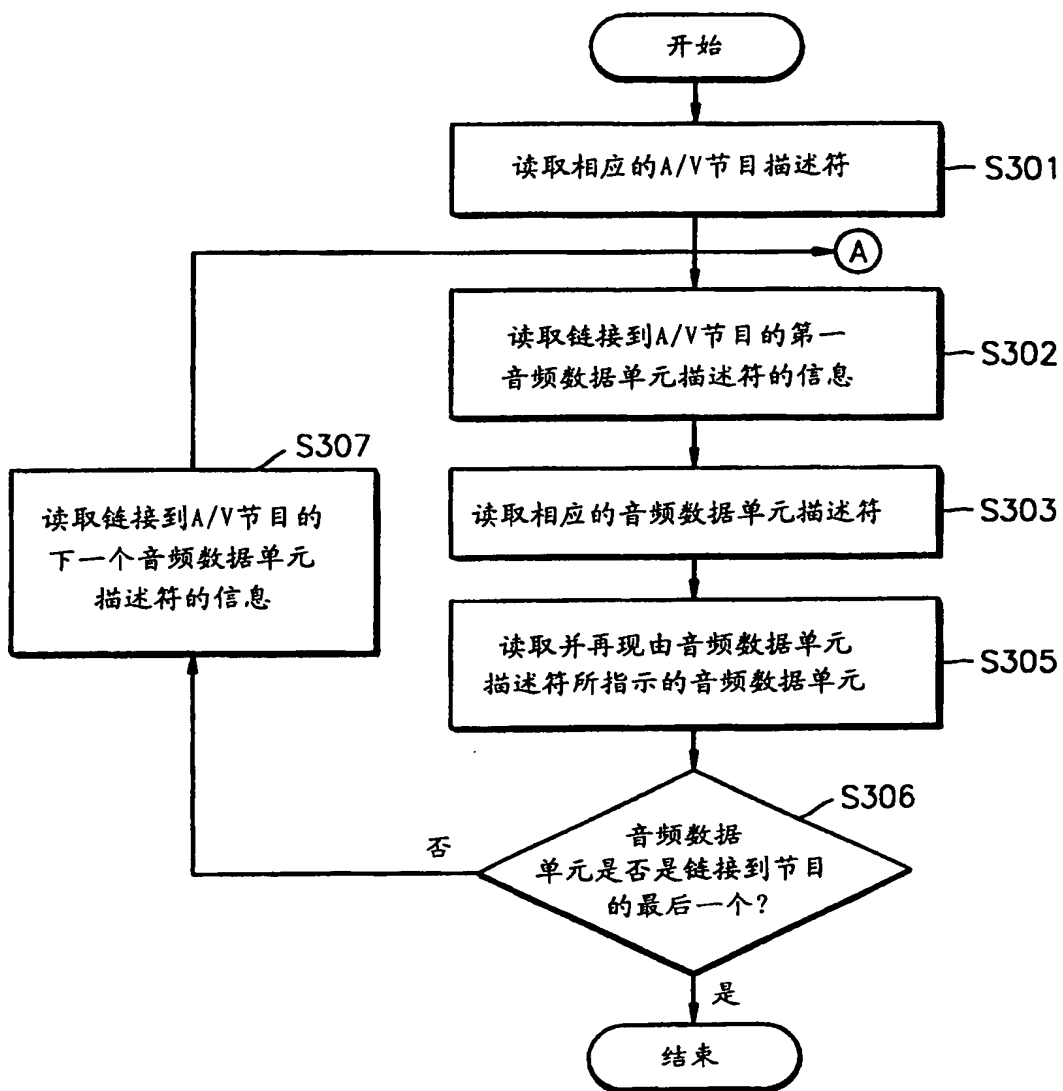 开始
读取相应的A/V节目描述符
S301
A
读取链接到A/V节目的第一
音频数据单元描述符的信息
S302
S307
读取链接到A/V节目的
下一个音频数据单元
描述符的信息
读取相应的音频数据单元描述符
S303
读取并再现由音频数据单元
描述符所指示的音频数据单元
S305
S306
音频数据
单元是否是链接到节目
的最后一个?
否
是
结束